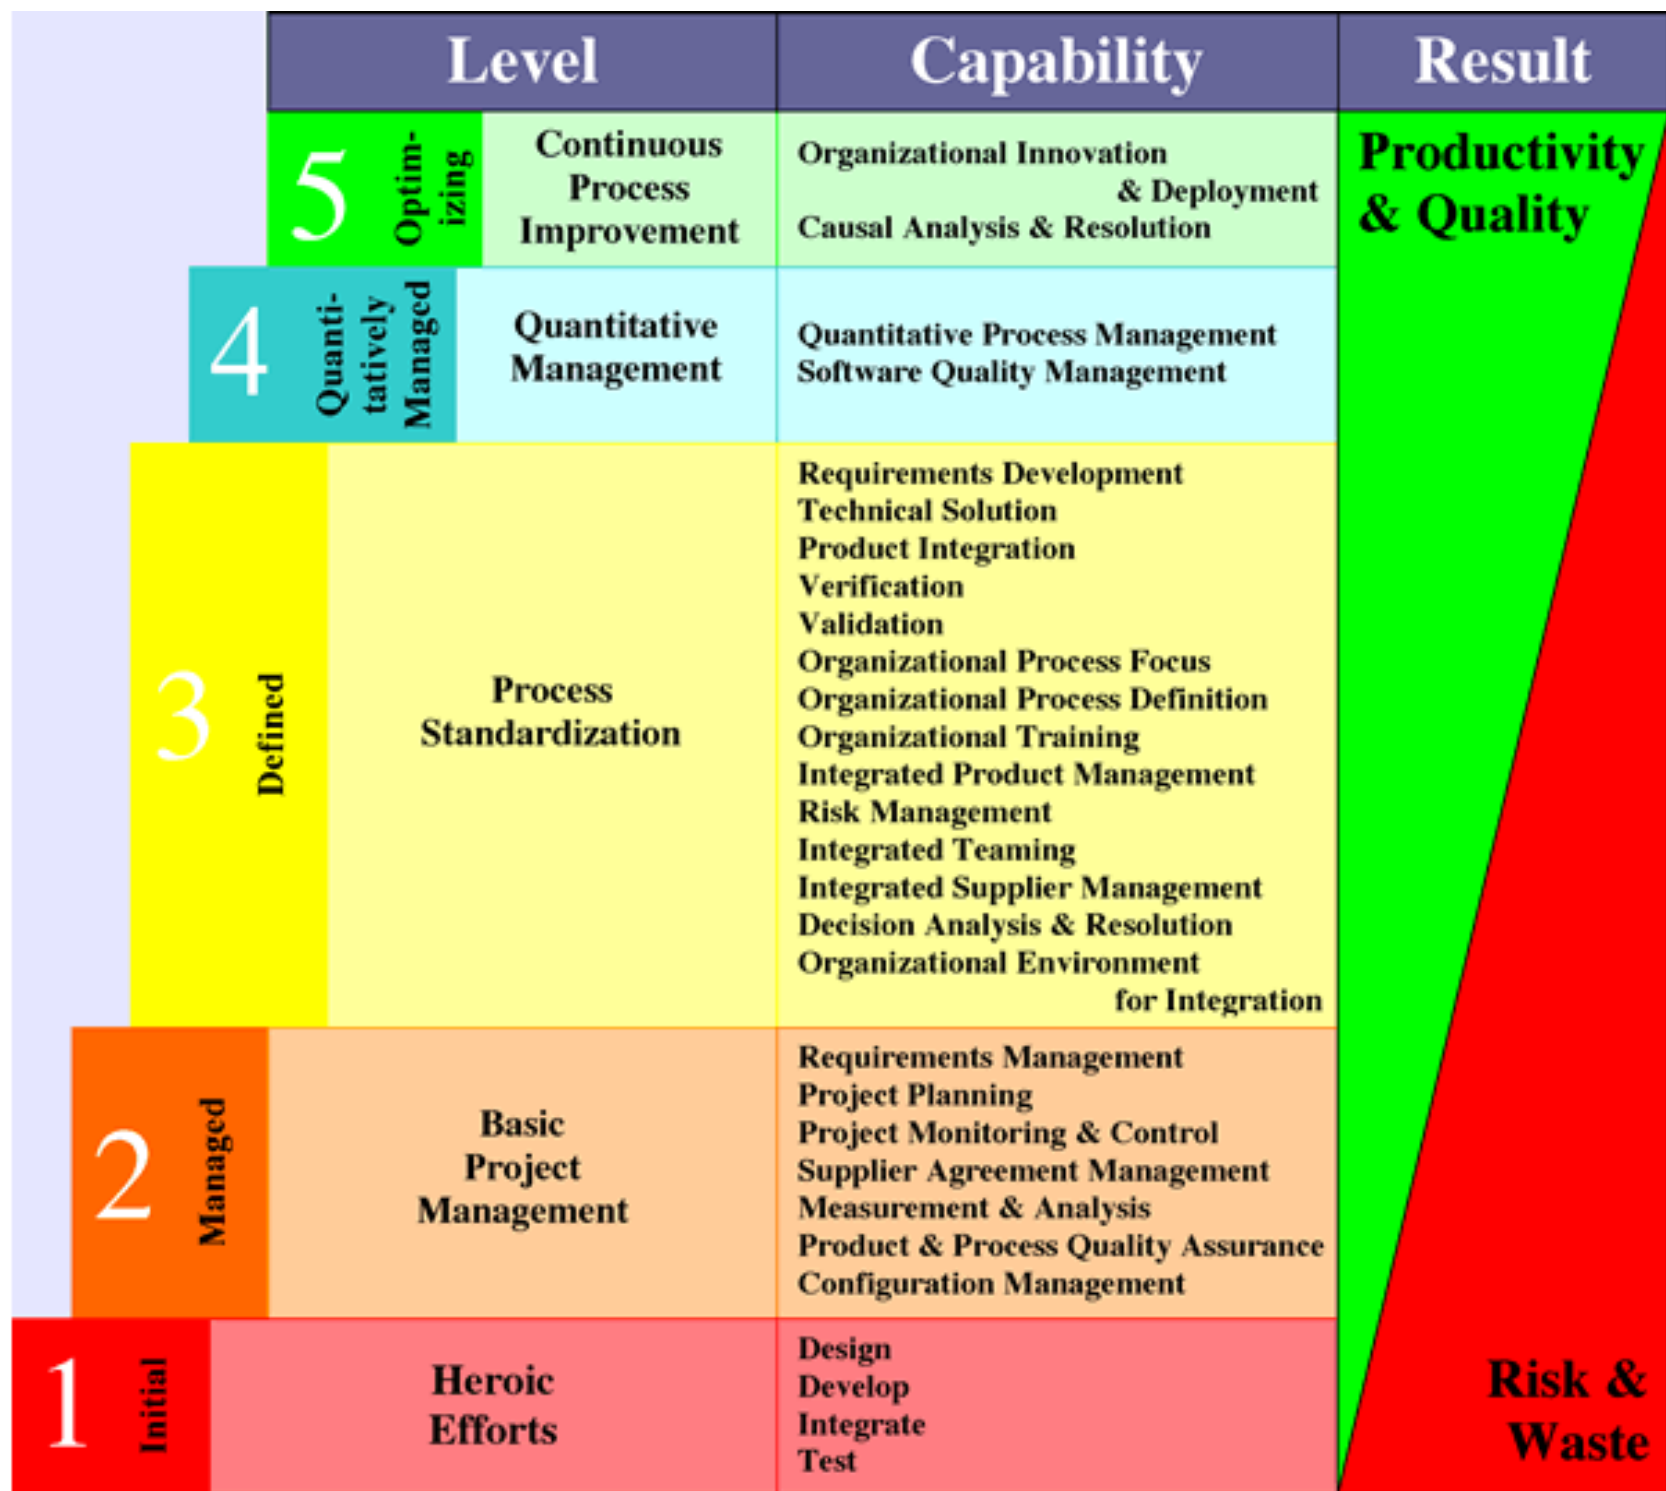 Level
Capability
Result
5
Optim-
izing
Continuous
Process
Improvement
Organizational Innovation
& Deployment
Causal Analysis & Resolution
Productivity
& Quality
4
Quanti-
tatively
Managed
Quantitative
Management
Quantitative Process Management
Software Quality Management
3
Defined
Process
Standardization
Requirements Development
Technical Solution
Product Integration
Verification
Validation
Organizational Process Focus
Organizational Process Definition
Organizational Training
Integrated Product Management
Risk Management
Integrated Teaming
Integrated Supplier Management
Decision Analysis & Resolution
Organizational Environment
for Integration
2
Managed
Basic
Project
Management
Requirements Management
Project Planning
Project Monitoring & Control
Supplier Agreement Management
Measurement & Analysis
Product & Process Quality Assurance
Configuration Management
1
Initial
Heroic
Efforts
Design
Develop
Integrate
Test
Risk &
Waste